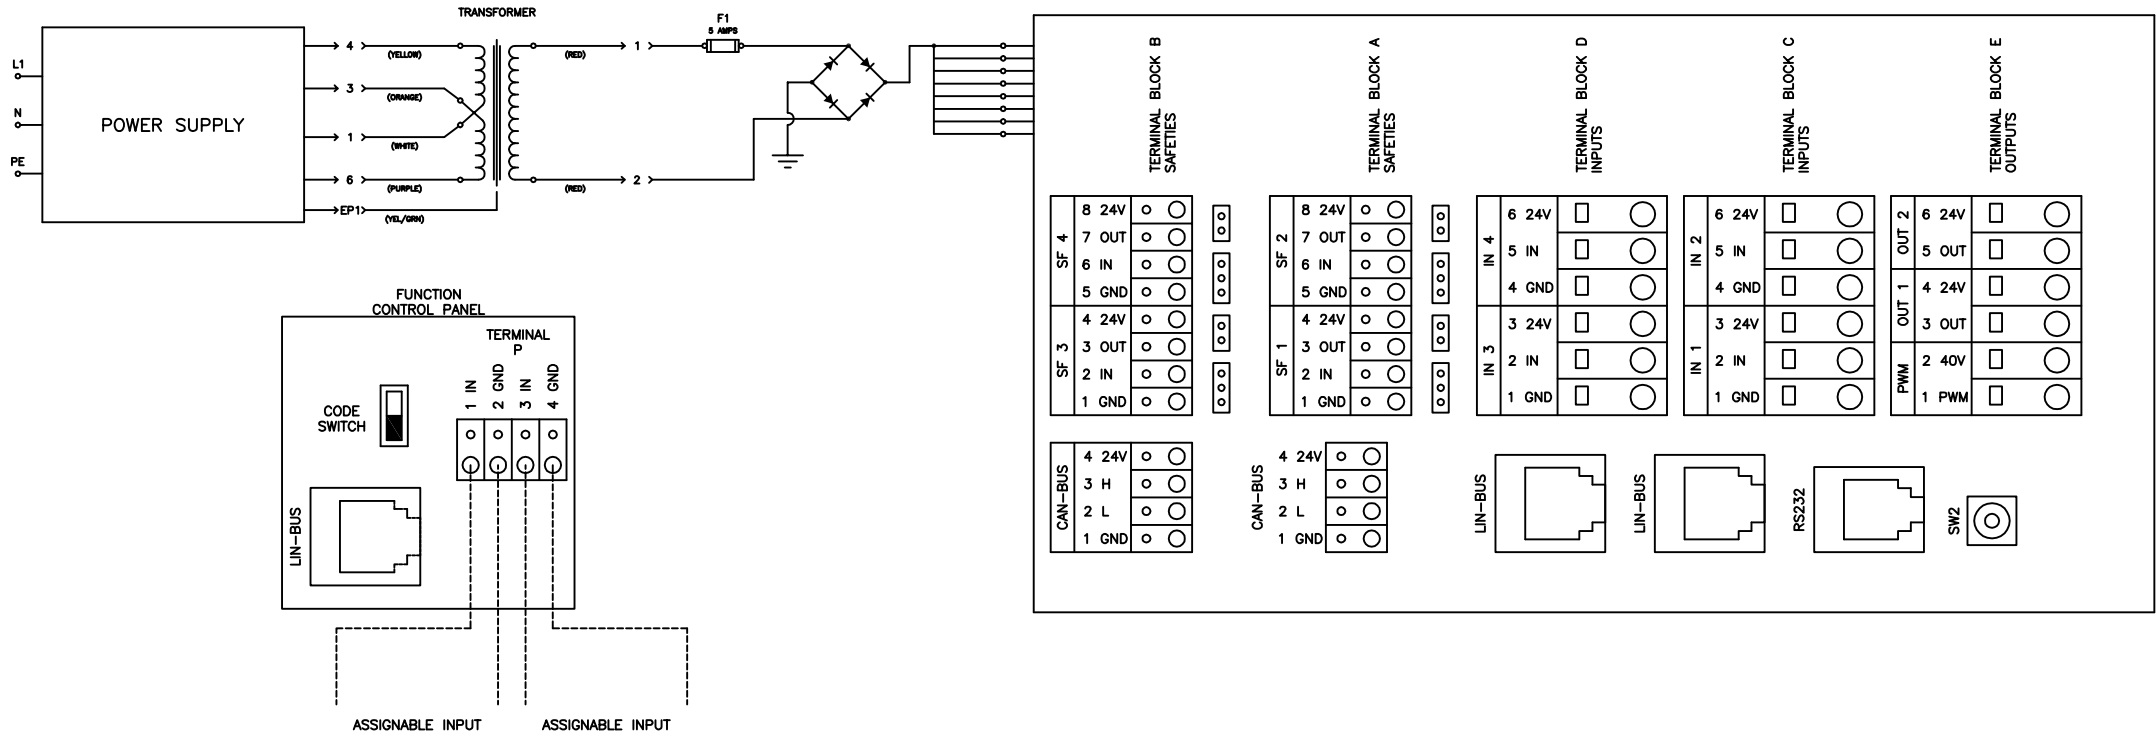 TRANSFORMER
L1
N
PE
POWER SUPPLY
4
(YELLOW)
3
(ORANGE)
1
(WHITE)
6
(PURPLE)
EP1
(YEL/GRN)
(RED)
1
F1
5 AMPS
(RED)
2
FUNCTION
CONTROL PANEL
TERMINAL
P
1 IN
2 GND
3 IN
4 GND
CODE
SWITCH
LIN-BUS
ASSIGNABLE INPUT
ASSIGNABLE INPUT
TERMINAL BLOCK B
SAFETIES
SF 4
8 24V
7 OUT
6 IN
5 GND
SF 3
4 24V
3 OUT
2 IN
1 GND
TERMINAL BLOCK A
SAFETIES
SF 2
8 24V
7 OUT
6 IN
5 GND
SF 1
4 24V
3 OUT
2 IN
1 GND
TERMINAL BLOCK D
INPUTS
IN 4
6 24V
5 IN
4 GND
IN 3
3 24V
2 IN
1 GND
TERMINAL BLOCK C
INPUTS
IN 2
6 24V
5 IN
4 GND
IN 1
3 24V
2 IN
1 GND
TERMINAL BLOCK E
OUTPUTS
OUT 2
6 24V
5 OUT
OUT 1
4 24V
3 OUT
PWM
2 40V
1 PWM
CAN-BUS
4 24V
3 H
2 L
1 GND
CAN-BUS
4 24V
3 H
2 L
1 GND
LIN-BUS
LIN-BUS
RS232
SW2